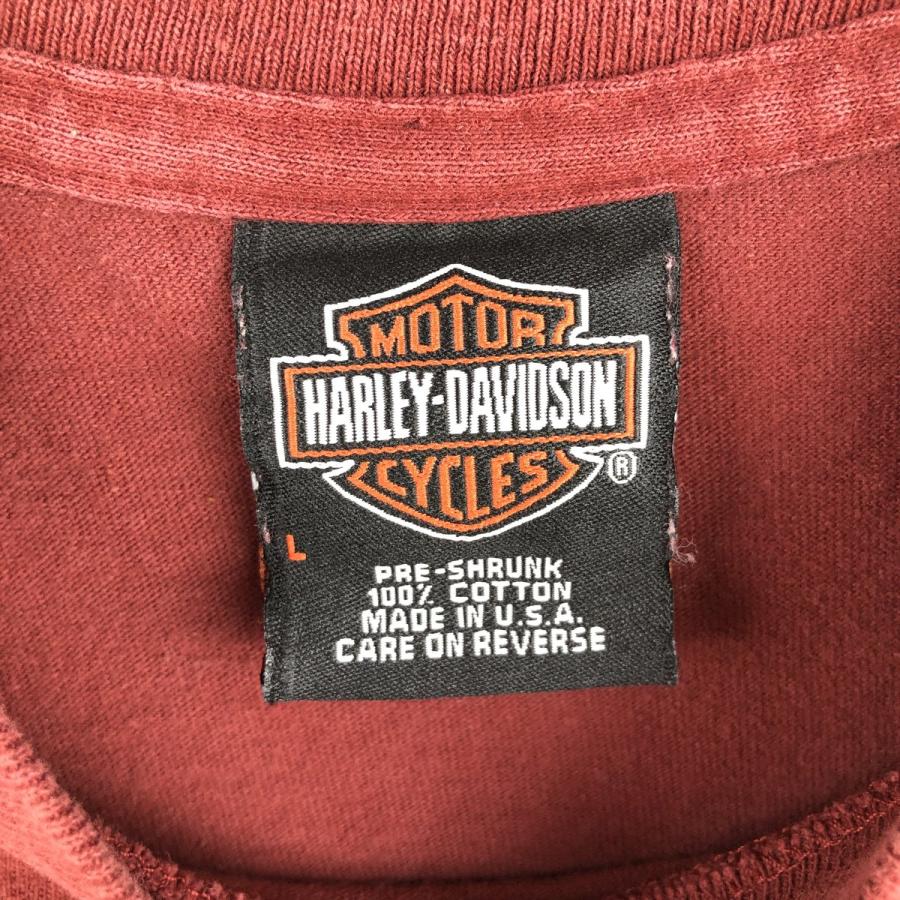 MOTOR
HARLEY-DAVIDSON
CYCLES
®
L
PRE-SHRUNK
100% COTTON
MADE IN U.S.A.
CARE ON REVERSE